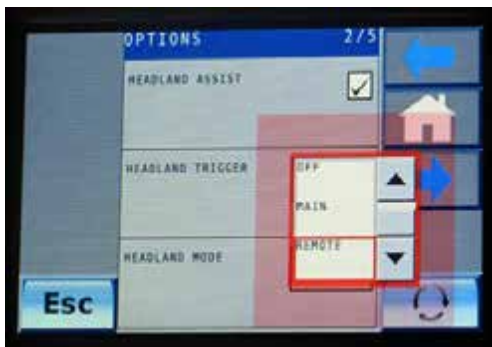 OPTIONS 2/5
HEADLAND ASSIST
HEADLAND TRIGGER
OFF
MAIN
REMOTE
HEADLAND MODE
Esc